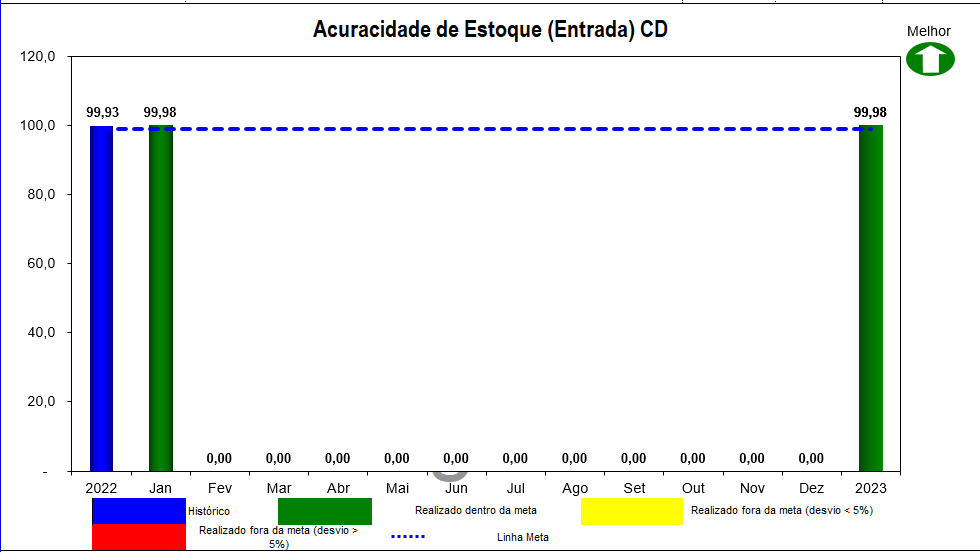 Acuracidade de Estoque (Entrada) CD
Melhor
120,0
99,93 99,98 99,98
100,0
80,0
60,0
40,0
20,0
0,00 0,00 0,00 0,00 0,00 0,00 0,00 0,00 0,00 0,00 0,00
-
2022 Jan Fev Mar Abr Mai Jun Jul Ago Set Out Nov Dez 2023
Histórico Realizado dentro da meta Realizado fora da meta (desvio < 5%)
Realizado fora da meta (desvio >
5%)
Linha Meta